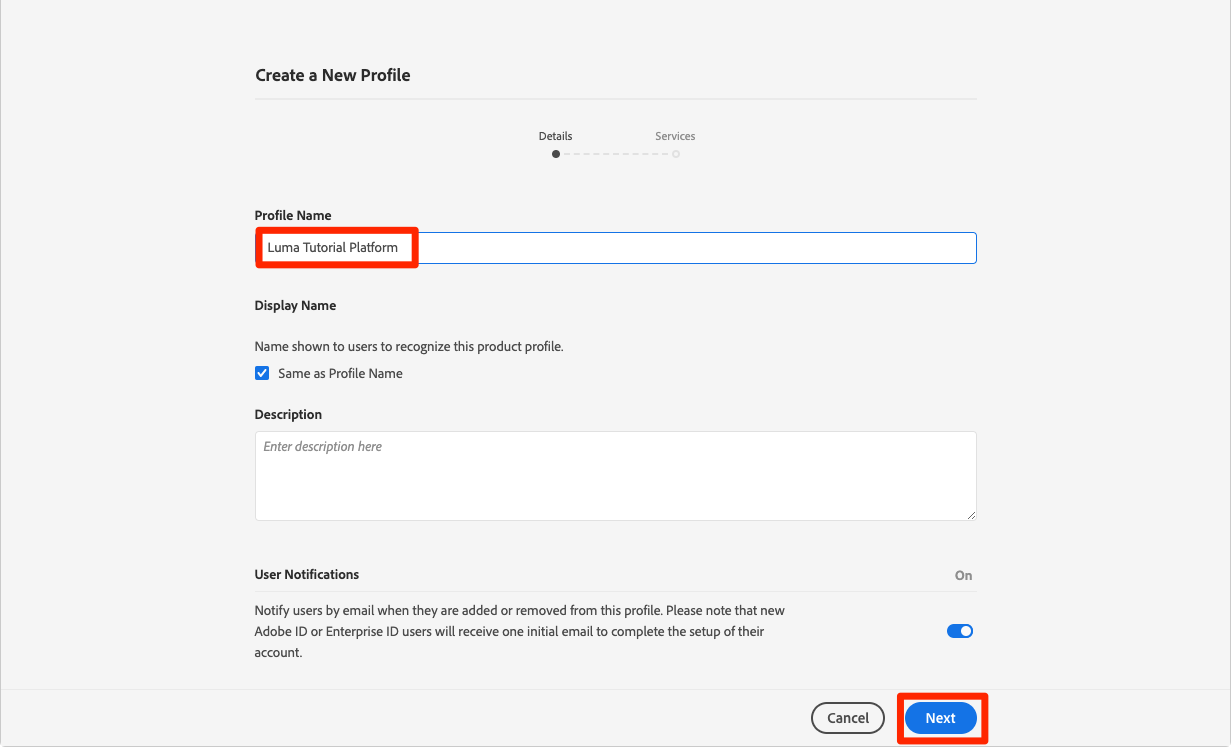 Create a New Profile
Details Services
Profile Name
Luma Tutorial Platform
Display Name
Name shown to users to recognize this product profile.
Same as Profile Name
Description
Enter description here
User Notifications On
Notify users by email when they are added or removed from this profile. Please note that new
Adobe ID or Enterprise ID users will receive one initial email to complete the setup of their
account.
Cancel Next